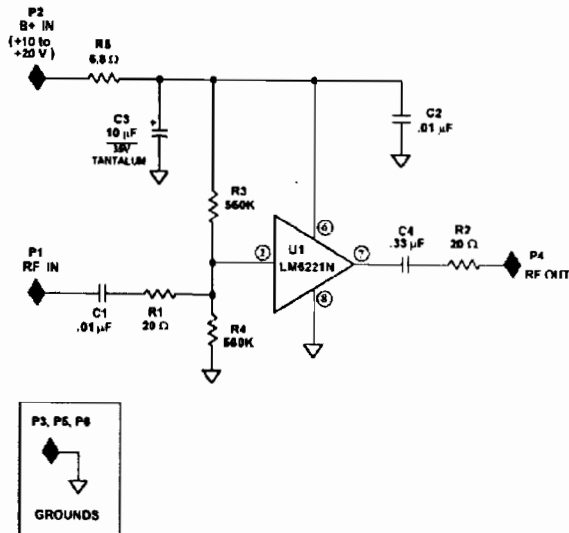 P2
B+ IN
(+10 to
+20 V)
R5
6.8 Ω
C3
10 µF
35V
TANTALUM
C2
.01 µF
R3
560K
P1
RF IN
C1
.01 µF
R1
20 Ω
R4
560K
2
U1
LM6221N
6
7
8
C4
.33 µF
R2
20 Ω
P4
RF OUT
P3, P5, P6
GROUNDS